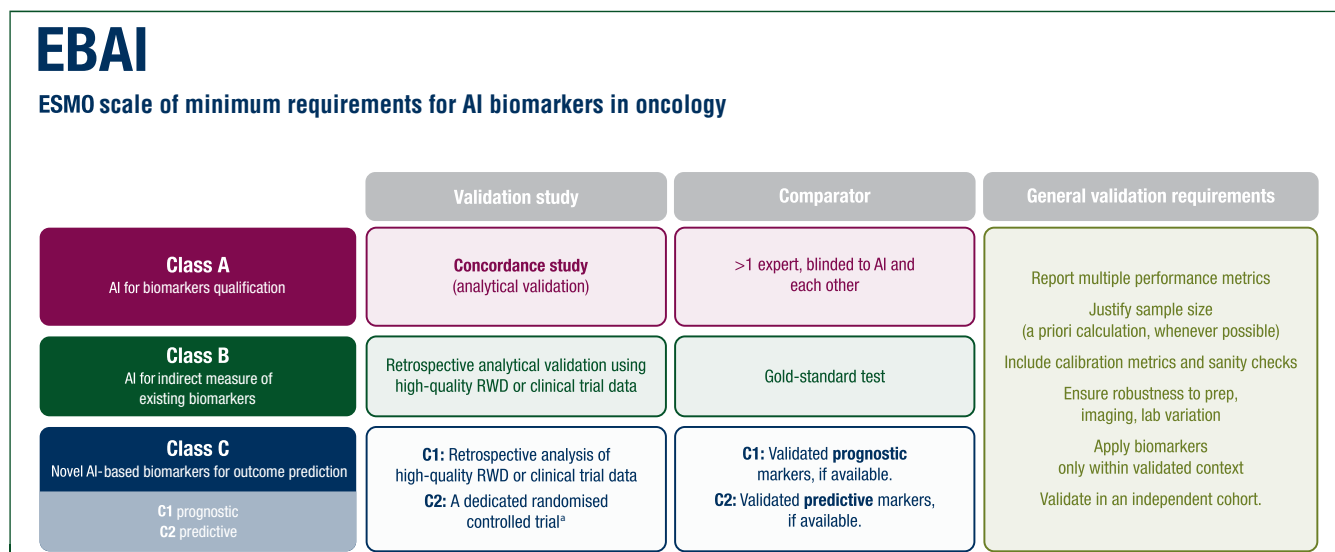 EBAI
ESMO scale of minimum requirements for AI biomarkers in oncology
Validation study
Comparator
General validation requirements
Class A
AI for biomarkers qualification
Concordance study
(analytical validation)
>1 expert, blinded to AI and
each other
Class B
AI for indirect measure of
existing biomarkers
Retrospective analytical validation using
high-quality RWD or clinical trial data
Gold-standard test
Class C
Novel AI-based biomarkers for outcome prediction
C1 prognostic
C2 predictive
C1: Retrospective analysis of
high-quality RWD or clinical trial data
C2: A dedicated randomised
controlled trialᵃ
C1: Validated prognostic
markers, if available.
C2: Validated predictive markers,
if available.
Report multiple performance metrics
Justify sample size
(a priori calculation, whenever possible)
Include calibration metrics and sanity checks
Ensure robustness to prep,
imaging, lab variation
Apply biomarkers
only within validated context
Validate in an independent cohort.